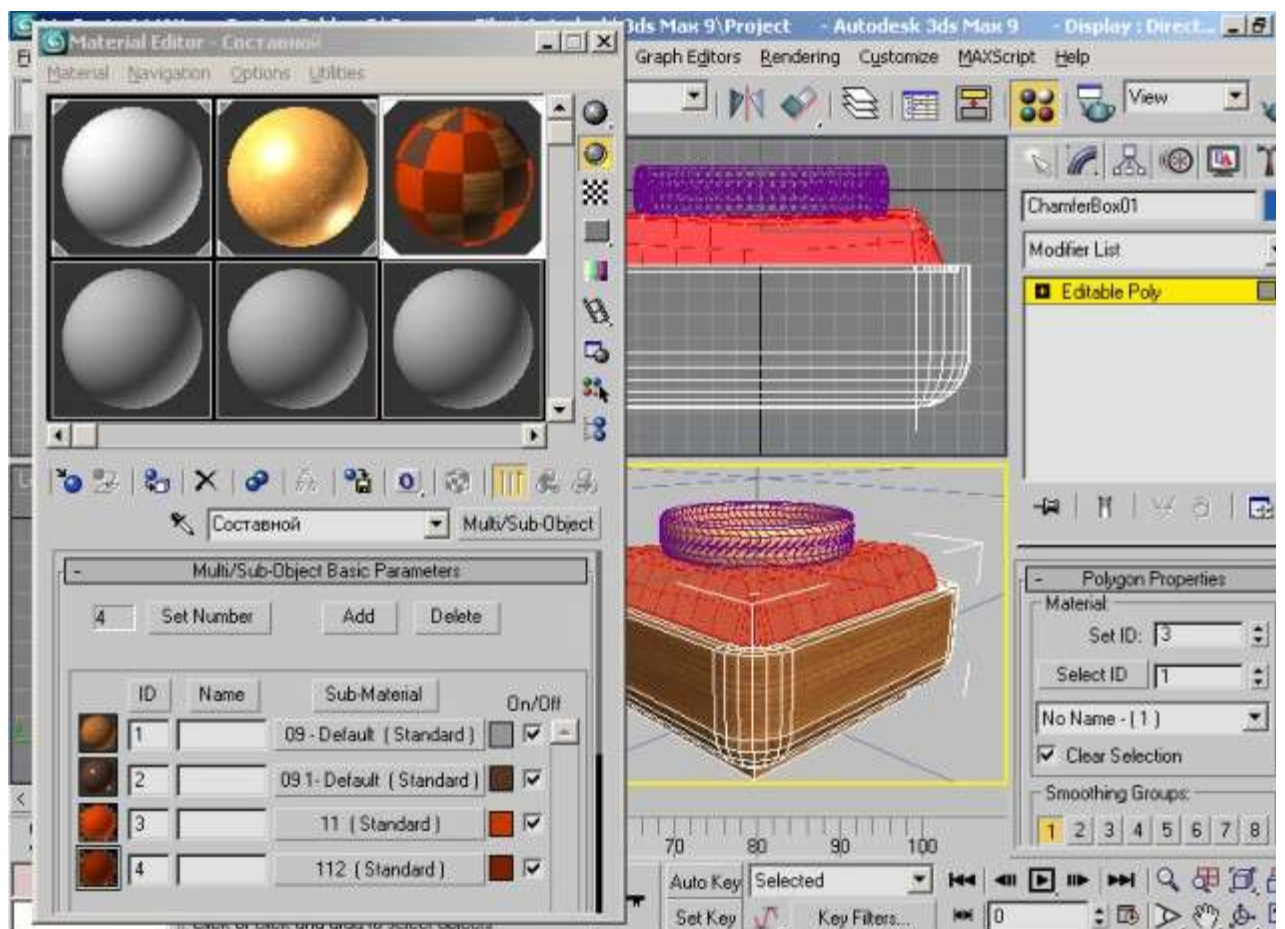 Material Editor - Составной
3ds Max 9\Project - Autodesk 3ds Max 9 - Display : Direct...
Material Navigation Options Utilities
Graph Editors Rendering Customize MAXScript Help
View
ChamferBox01
Modifier List
Editable Poly
Составной
Multi/Sub-Object
Multi/Sub-Object Basic Parameters
4 Set Number Add Delete
ID Name Sub-Material On/Off
1 09 - Default ( Standard )
2 09 1- Default ( Standard )
3 11 ( Standard )
4 112 ( Standard )
Polygon Properties
Material:
Set ID: 3
Select ID 1
No Name - ( 1 )
Clear Selection
Smoothing Groups:
1 2 3 4 5 6 7 8
70 80 90 100
Auto Key Selected
Set Key Key Filters... 0